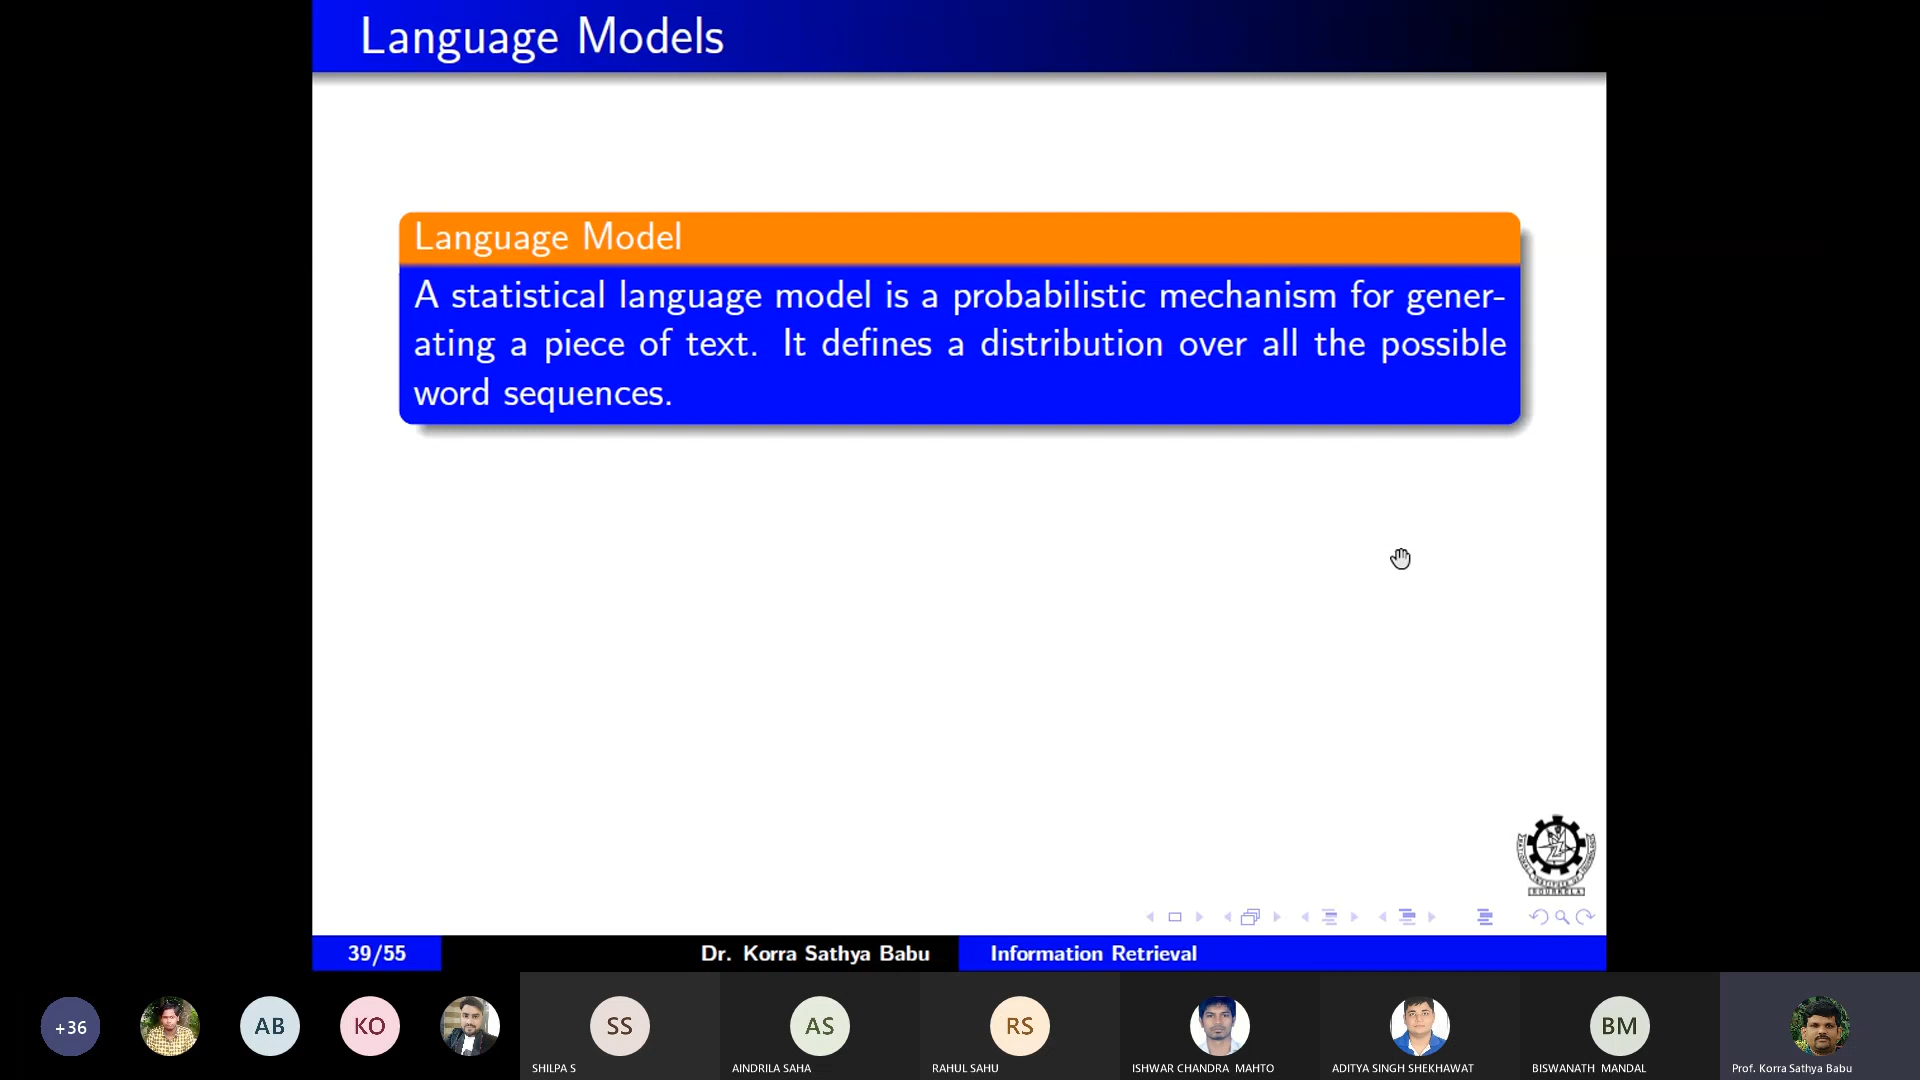 Language Models
Language Model
A statistical language model is a probabilistic mechanism for gener-
ating a piece of text. It defines a distribution over all the possible
word sequences.
39/55
Dr. Korra Sathya Babu
Information Retrieval
+36
AB
KO
SS
SHILPA S
AS
AINDRILA SAHA
RS
RAHUL SAHU
ISHWAR CHANDRA MAHTO
ADITYA SINGH SHEKHAWAT
BM
BISWANATH MANDAL
Prof. Korra Sathya Babu